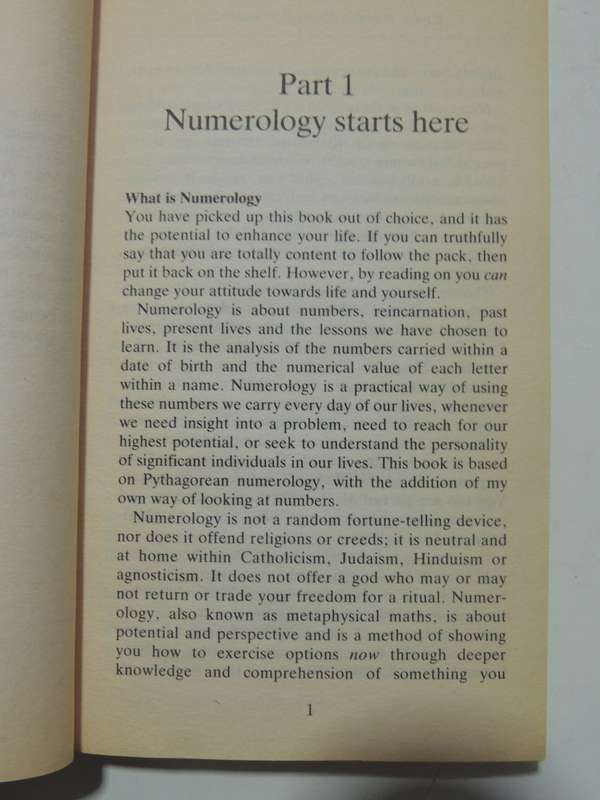 Part 1
Numerology starts here
What is Numerology
You have picked up this book out of choice, and it has
the potential to enhance your life. If you can truthfully
say that you are totally content to follow the pack, then
put it back on the shelf. However, by reading on you can
change your attitude towards life and yourself.
Numerology is about numbers, reincarnation, past
lives, present lives and the lessons we have chosen to
learn. It is the analysis of the numbers carried within a
date of birth and the numerical value of each letter
within a name. Numerology is a practical way of using
these numbers we carry every day of our lives, whenever
we need insight into a problem, need to reach for our
highest potential, or seek to understand the personality
of significant individuals in our lives. This book is based
on Pythagorean numerology, with the addition of my
own way of looking at numbers.
Numerology is not a random fortune-telling device,
nor does it offend religions or creeds; it is neutral and
at home within Catholicism, Judaism, Hinduism or
agnosticism. It does not offer a god who may or may
not return or trade your freedom for a ritual. Numer-
ology, also known as metaphysical maths, is about
potential and perspective and is a method of showing
you how to exercise options now through deeper
knowledge and comprehension of something you
1